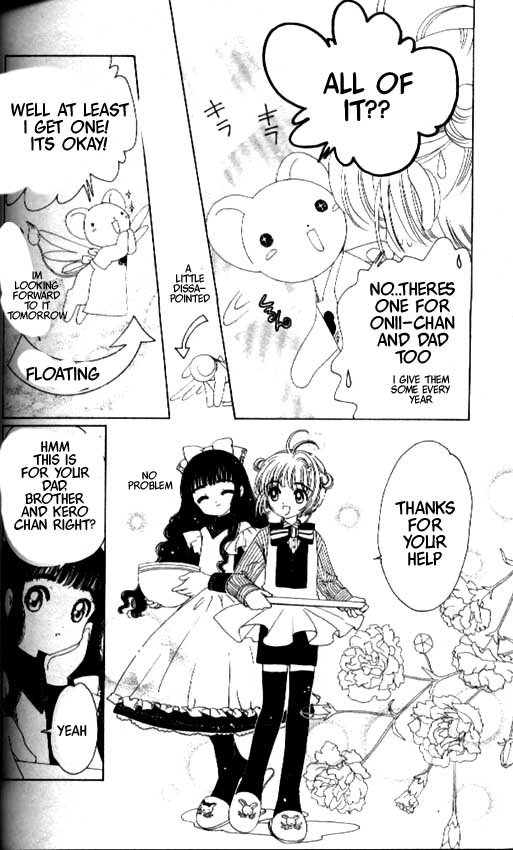 ALL OF
IT??
キラ
キラ
NO..THERES
ONE FOR
ONII-CHAN
AND DAD
TOO
I GIVE THEM
SOME EVERY
YEAR
A
LITTLE
DISSA-
POINTED
WELL AT LEAST
I GET ONE!
ITS OKAY!
IM
LOOKING
FORWARD
TO IT
TOMORROW
FLOATING
THANKS
FOR
YOUR
HELP
NO
PROBLEM
HMM
THIS IS
FOR YOUR
DAD,
BROTHER
AND KERO
CHAN RIGHT?
YEAH